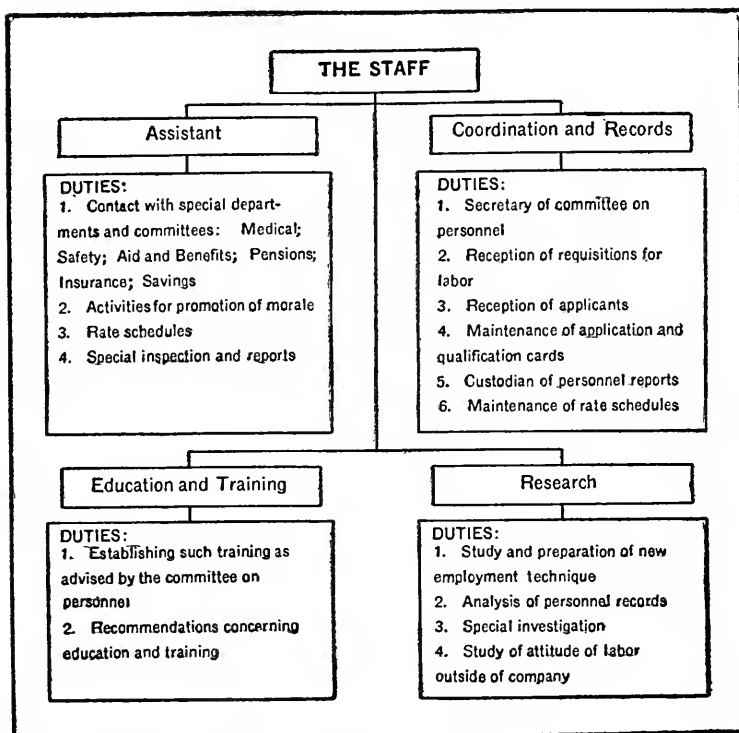 THE STAFF
Assistant
DUTIES:
1. Contact with special depart-
ments and committees: Medical;
Safety; Aid and Benefits; Pensions;
Insurance; Savings
2. Activities for promotion of morale
3. Rate schedules
4. Special inspection and reports
Coordination and Records
DUTIES:
1. Secretary of committee on
personnel
2. Reception of requisitions for
labor
3. Reception of applicants
4. Maintenance of application and
qualification cards
5. Custodian of personnel reports
6. Maintenance of rate schedules
Education and Training
DUTIES:
1. Establishing such training as
advised by the committee on
personnel
2. Recommendations concerning
education and training
Research
DUTIES:
1. Study and preparation of new
employment technique
2. Analysis of personnel records
3. Special investigation
4. Study of attitude of labor
outside of company